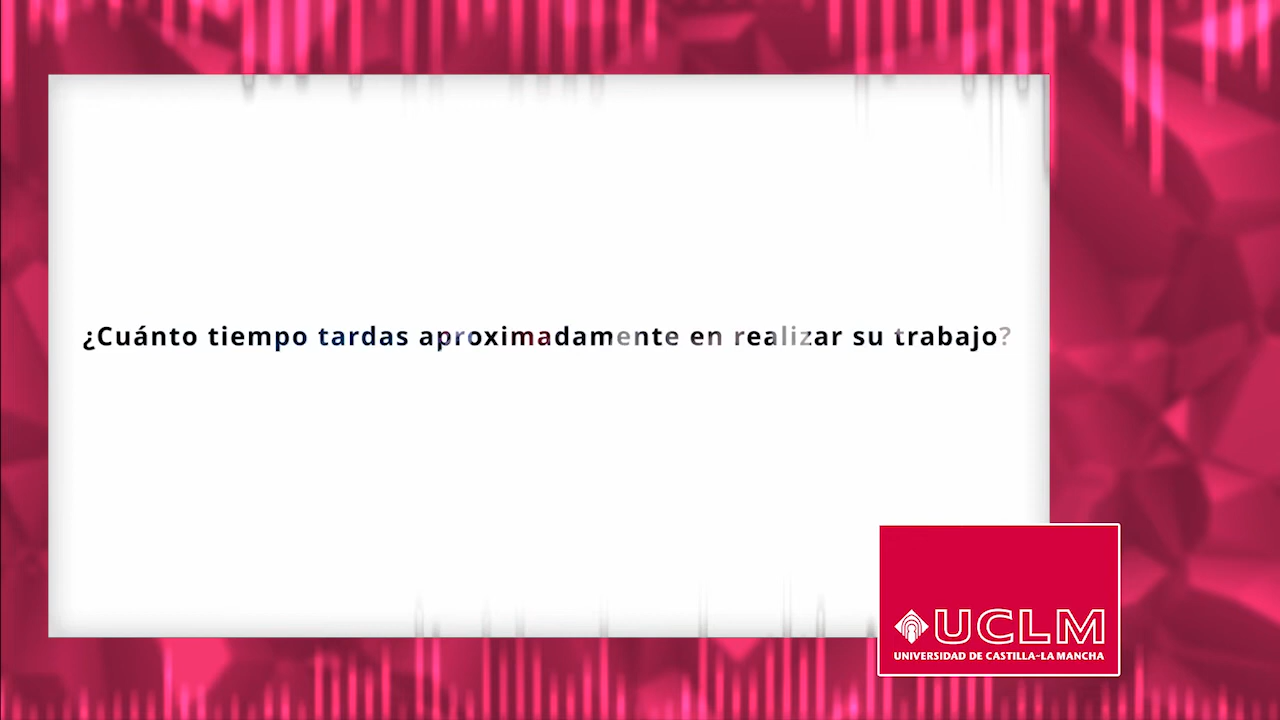 ¿Cuánto tiempo tardas aproximadamente en realizar su trabajo?
UCLM
UNIVERSIDAD DE CASTILLA-LA MANCHA